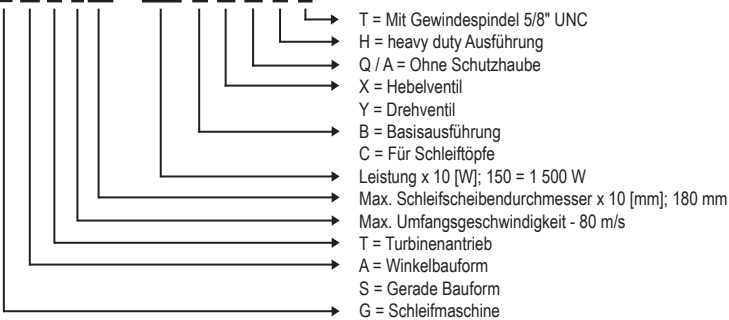 T = Mit Gewindespindel 5/8" UNC
H = heavy duty Ausführung
Q / A = Ohne Schutzhaube
X = Hebelventil
Y = Drehventil
B = Basisausführung
C = Für Schleiftöpfe
Leistung x 10 [W]; 150 = 1 500 W
Max. Schleifscheibendurchmesser x 10 [mm]; 180 mm
Max. Umfangsgeschwindigkeit - 80 m/s
T = Turbinenantrieb
A = Winkelbauform
S = Gerade Bauform
G = Schleifmaschine